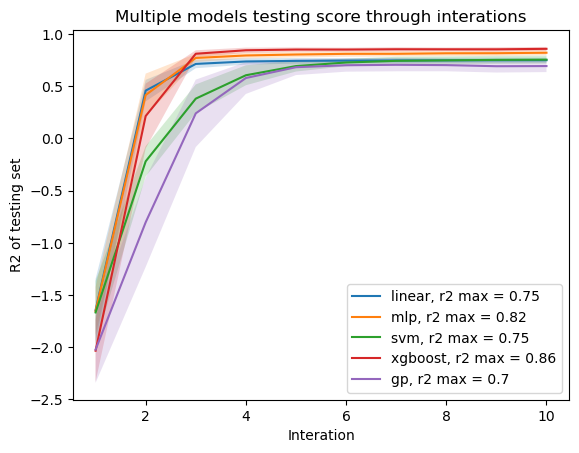 Multiple models testing score through interations
R2 of testing set
1.0
0.5
0.0
−0.5
−1.0
−1.5
−2.0
−2.5
linear, r2 max = 0.75
mlp, r2 max = 0.82
svm, r2 max = 0.75
xgboost, r2 max = 0.86
gp, r2 max = 0.7
2 4 6 8 10
Interation